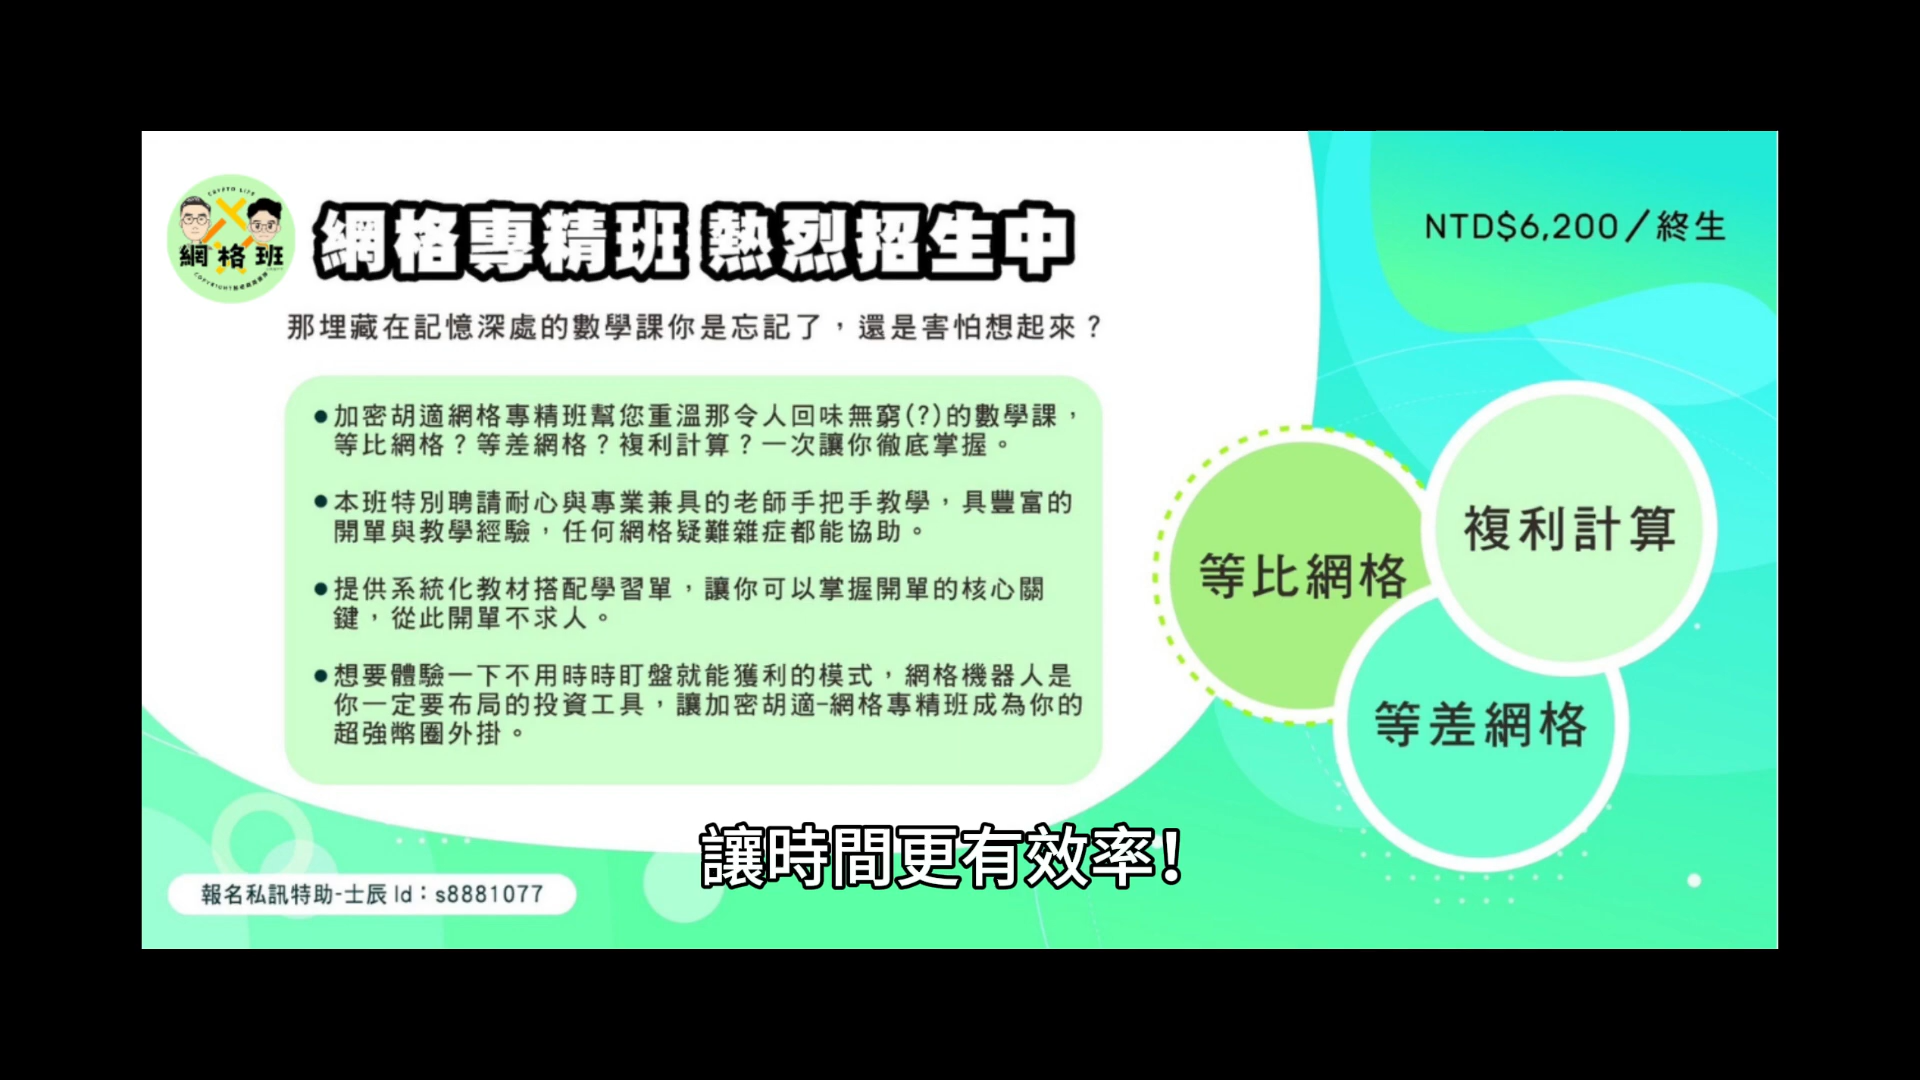 CRYPTO LIFE
網格班
網格專精班 熱烈招生中
NTD$6,200／終生
那埋藏在記憶深處的數學課你是忘記了，還是害怕想起來？
●加密胡適網格專精班幫您重溫那令人回味無窮(?)的數學課，
等比網格？等差網格？複利計算？一次讓你徹底掌握。
●本班特別聘請耐心與專業兼具的老師手把手教學，具豐富的
開單與教學經驗，任何網格疑難雜症都能協助。
●提供系統化教材搭配學習單，讓你可以掌握開單的核心關
鍵，從此開單不求人。
●想要體驗一下不用時時盯盤就能獲利的模式，網格機器人是
你一定要布局的投資工具，讓加密胡適-網格專精班成為你的
超強幣圈外掛。
複利計算
等比網格
等差網格
讓時間更有效率!
報名私訊特助-士辰 Id：s8881077